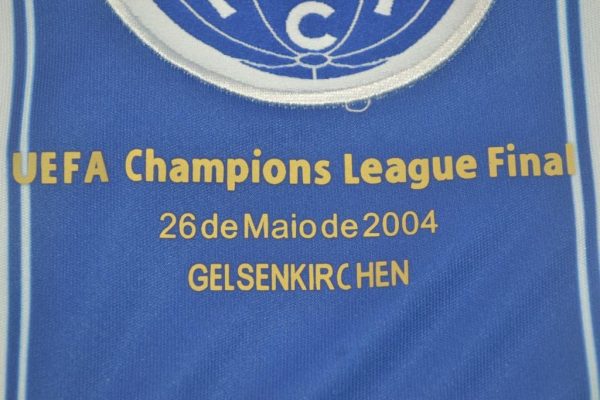 C
UEFA Champions League Final
26 de Maio de 2004
GELSENKIRCHEN